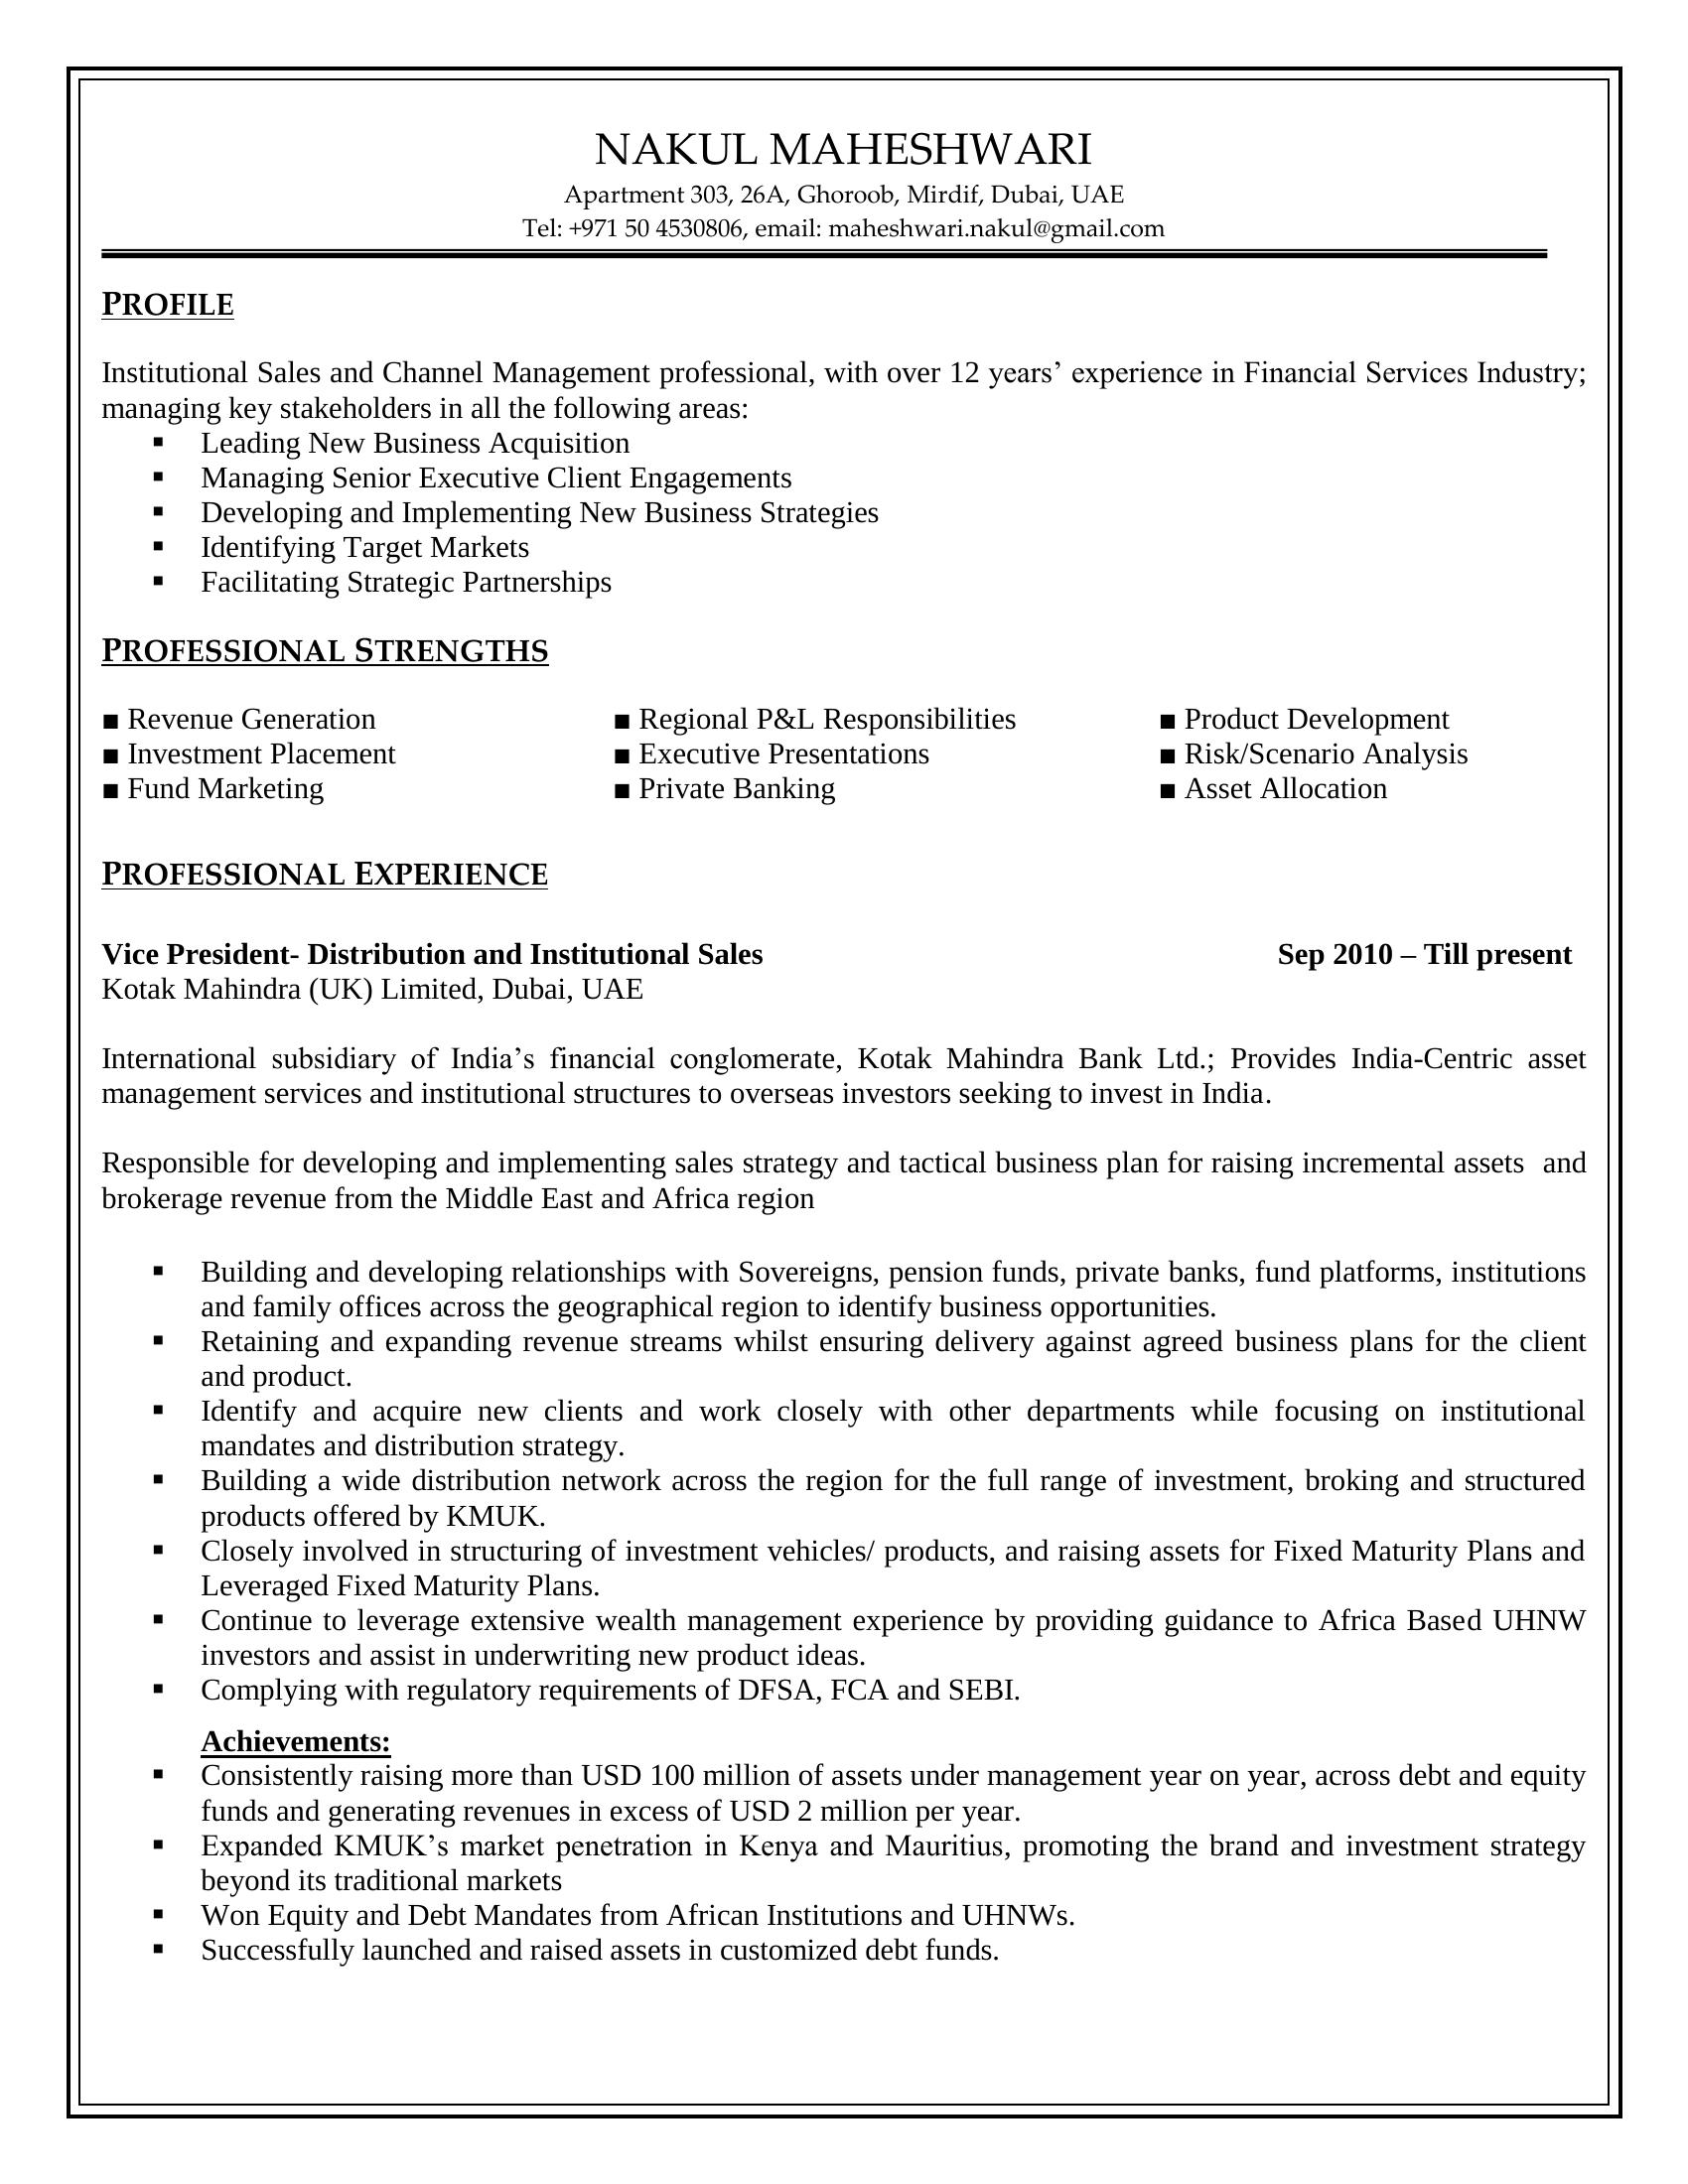 NAKUL MAHESHWARI
Apartment 303, 26A, Ghoroob, Mirdif, Dubai, UAE
Tel: +971 50 4530806, email: maheshwari.nakul@gmail.com
PROFILE
Institutional Sales and Channel Management professional, with over 12 years’ experience in Financial Services Industry;
managing key stakeholders in all the following areas:
▪ Leading New Business Acquisition
▪ Managing Senior Executive Client Engagements
▪ Developing and Implementing New Business Strategies
▪ Identifying Target Markets
▪ Facilitating Strategic Partnerships
PROFESSIONAL STRENGTHS
■ Revenue Generation ■ Regional P&L Responsibilities ■ Product Development
■ Investment Placement ■ Executive Presentations ■ Risk/Scenario Analysis
■ Fund Marketing ■ Private Banking ■ Asset Allocation
PROFESSIONAL EXPERIENCE
Vice President- Distribution and Institutional Sales Sep 2010 – Till present
Kotak Mahindra (UK) Limited, Dubai, UAE
International subsidiary of India’s financial conglomerate, Kotak Mahindra Bank Ltd.; Provides India-Centric asset
management services and institutional structures to overseas investors seeking to invest in India.
Responsible for developing and implementing sales strategy and tactical business plan for raising incremental assets and
brokerage revenue from the Middle East and Africa region
▪ Building and developing relationships with Sovereigns, pension funds, private banks, fund platforms, institutions
and family offices across the geographical region to identify business opportunities.
▪ Retaining and expanding revenue streams whilst ensuring delivery against agreed business plans for the client
and product.
▪ Identify and acquire new clients and work closely with other departments while focusing on institutional
mandates and distribution strategy.
▪ Building a wide distribution network across the region for the full range of investment, broking and structured
products offered by KMUK.
▪ Closely involved in structuring of investment vehicles/ products, and raising assets for Fixed Maturity Plans and
Leveraged Fixed Maturity Plans.
▪ Continue to leverage extensive wealth management experience by providing guidance to Africa Based UHNW
investors and assist in underwriting new product ideas.
▪ Complying with regulatory requirements of DFSA, FCA and SEBI.
Achievements:
▪ Consistently raising more than USD 100 million of assets under management year on year, across debt and equity
funds and generating revenues in excess of USD 2 million per year.
▪ Expanded KMUK’s market penetration in Kenya and Mauritius, promoting the brand and investment strategy
beyond its traditional markets
▪ Won Equity and Debt Mandates from African Institutions and UHNWs.
▪ Successfully launched and raised assets in customized debt funds.